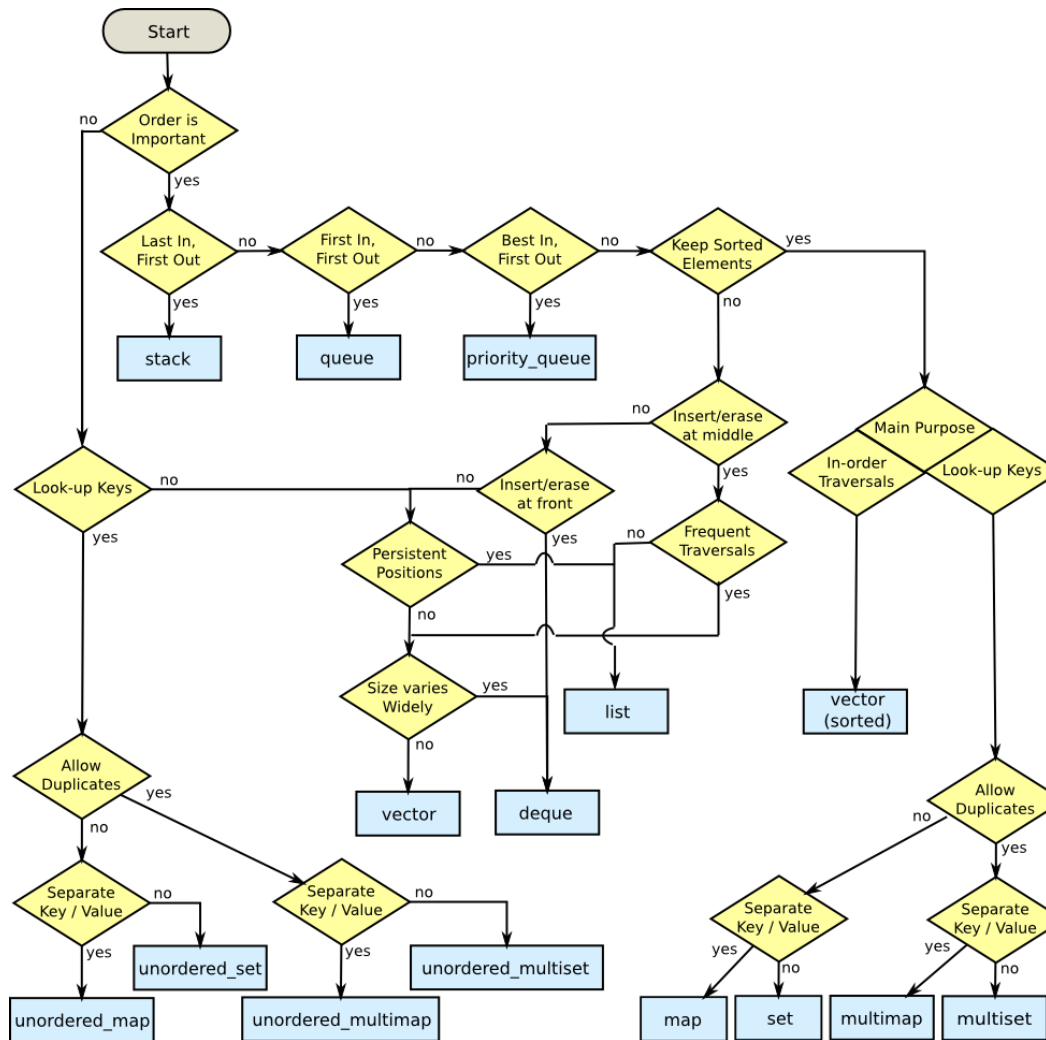 Start
no
Order is
Important
yes
Last In,
First Out
no
First In,
First Out
no
Best In,
First Out
no
Keep Sorted
Elements
yes
yes
yes
yes
no
stack
queue
priority_queue
no
Insert/erase
at middle
Main Purpose
yes
In-order
Traversals
Look-up Keys
Look-up Keys
no
no
Insert/erase
at front
yes
yes
Persistent
Positions
yes
no
Frequent
Traversals
no
yes
Size varies
Widely
yes
list
vector
(sorted)
no
Allow
Duplicates
yes
vector
deque
Allow
Duplicates
no
no
yes
Separate
Key / Value
no
Separate
Key / Value
no
Separate
Key / Value
Separate
Key / Value
yes
yes
yes
no
yes
no
unordered_set
unordered_multiset
unordered_map
unordered_multimap
map
set
multimap
multiset